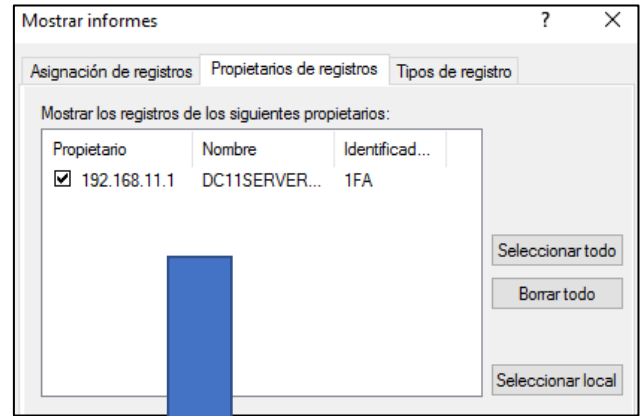 Mostrar informes ? ×
Asignación de registros Propietarios de registros Tipos de registro
Mostrar los registros de los siguientes propietarios:
Propietario Nombre Identificad...
192.168.11.1 DC11SERVER... 1FA
Seleccionar todo
Borrar todo
Seleccionar local